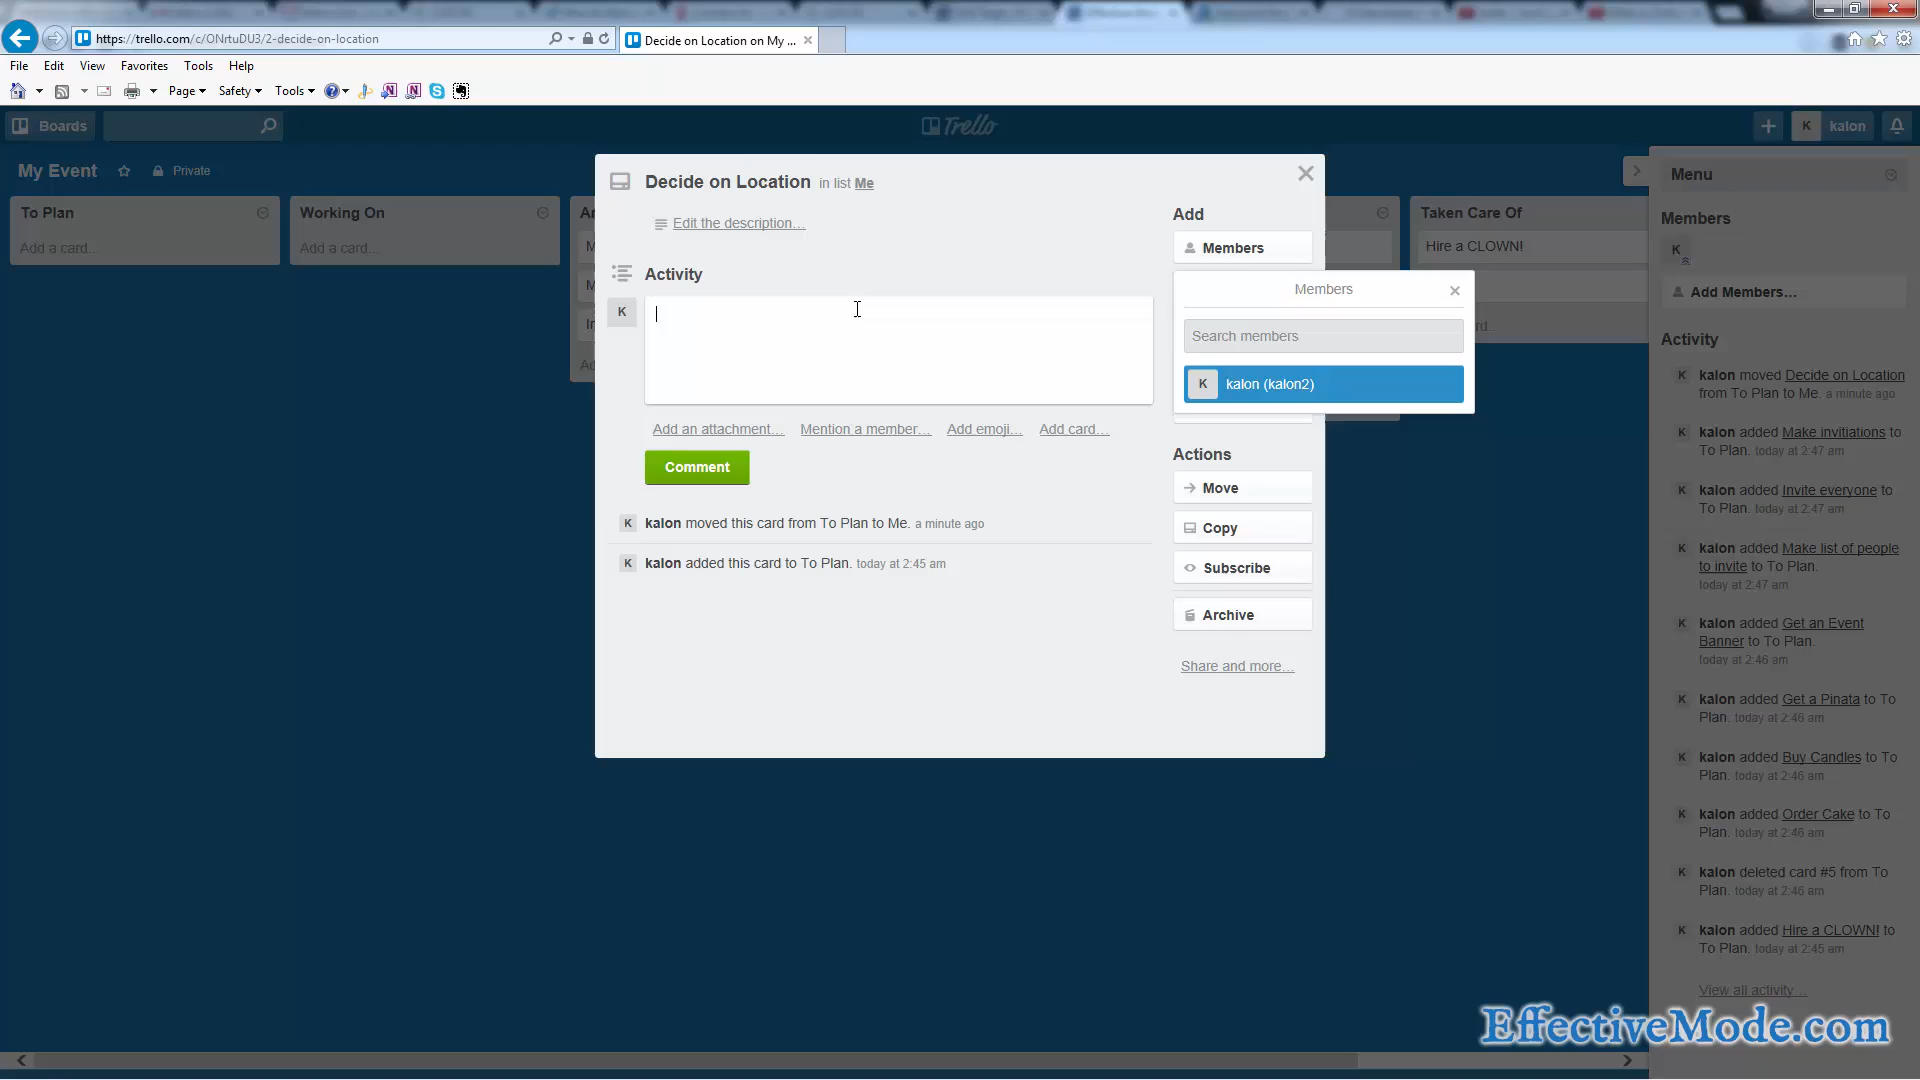 https://trello.com/c/ONrtuDU3/2-decide-on-location
Decide on Location on My ...
File Edit View Favorites Tools Help
Page Safety Tools
Boards
Trello
K kalon
My Event Private
Menu
To Plan
Add a card...
Working On
Add a card...
Taken Care Of
Hire a CLOWN!
Decide on Location in list Me
Edit the description...
Activity
K
Add an attachment... Mention a member... Add emoji... Add card...
Comment
K kalon moved this card from To Plan to Me. a minute ago
K kalon added this card to To Plan. today at 2:45 am
Add
Members
Members
Search members
K kalon (kalon2)
Actions
Move
Copy
Subscribe
Archive
Share and more...
Members
K
Add Members...
Activity
K kalon moved Decide on Location
from To Plan to Me. a minute ago
K kalon added Make invitiations to
To Plan. today at 2:47 am
K kalon added Invite everyone to
To Plan. today at 2:47 am
K kalon added Make list of people
to invite to To Plan.
today at 2:47 am
K kalon added Get an Event
Banner to To Plan.
today at 2:46 am
K kalon added Get a Pinata to To
Plan. today at 2:46 am
K kalon added Buy Candles to To
Plan. today at 2:46 am
K kalon added Order Cake to To
Plan. today at 2:46 am
K kalon deleted card #5 from To
Plan. today at 2:46 am
K kalon added Hire a CLOWN! to
To Plan. today at 2:45 am
View all activity...
EffectiveMode.com